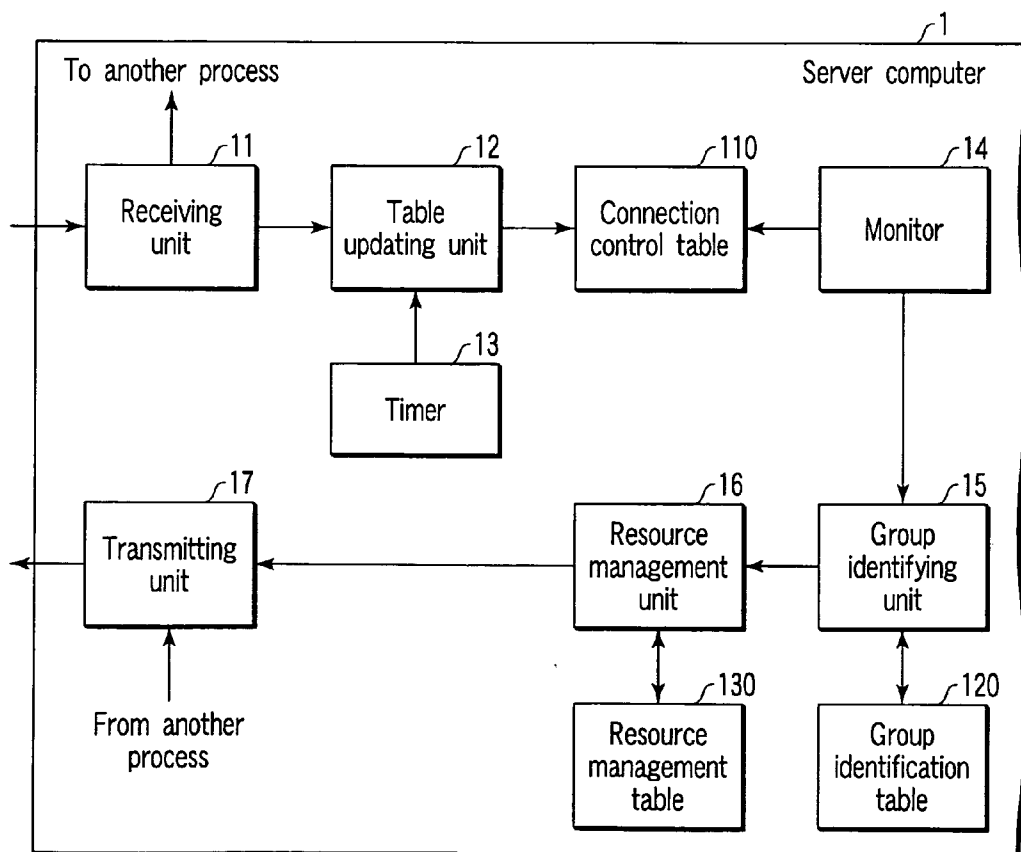 1
To another process
Server computer
11
12
110
14
Receiving
unit
Table
updating unit
Connection
control table
Monitor
13
Timer
17
16
15
Transmitting
unit
Resource
management
unit
Group
identifying
unit
From another
process
130
120
Resource
management
table
Group
identification
table